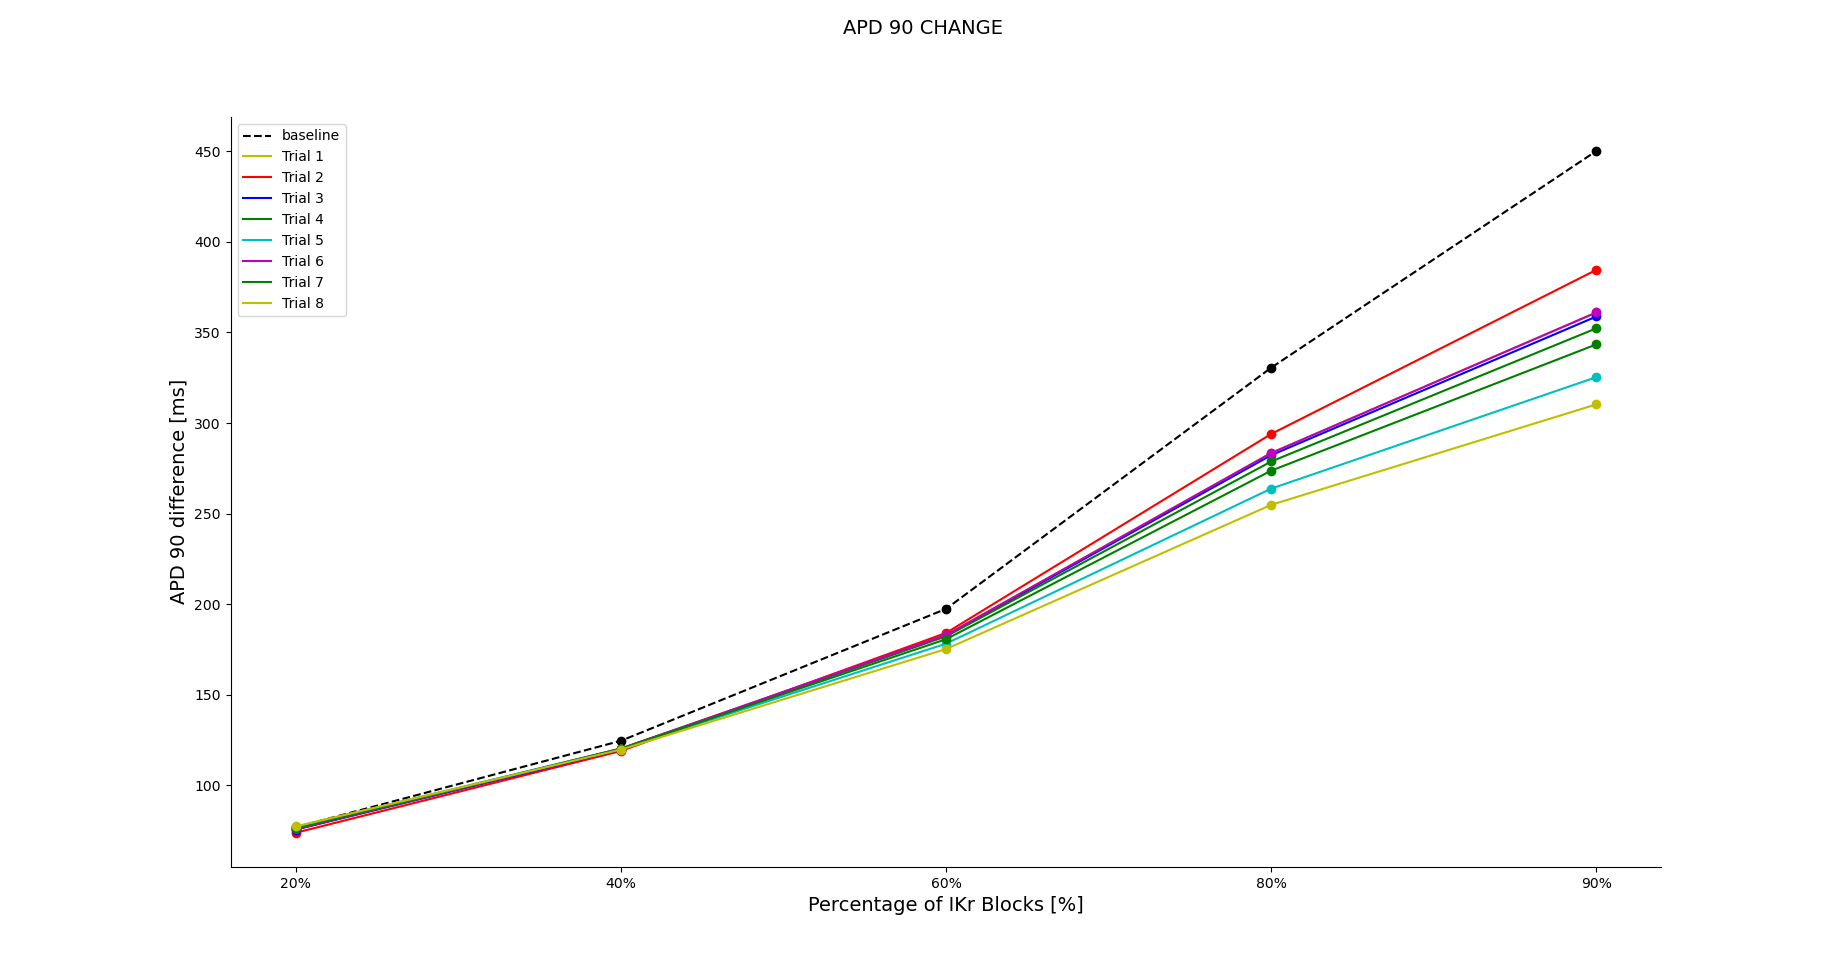 APD 90 CHANGE
baseline
Trial 1
Trial 2
Trial 3
Trial 4
Trial 5
Trial 6
Trial 7
Trial 8
450
400
350
300
250
200
150
100
APD 90 difference [ms]
20% 40% 60% 80% 90%
Percentage of IKr Blocks [%]